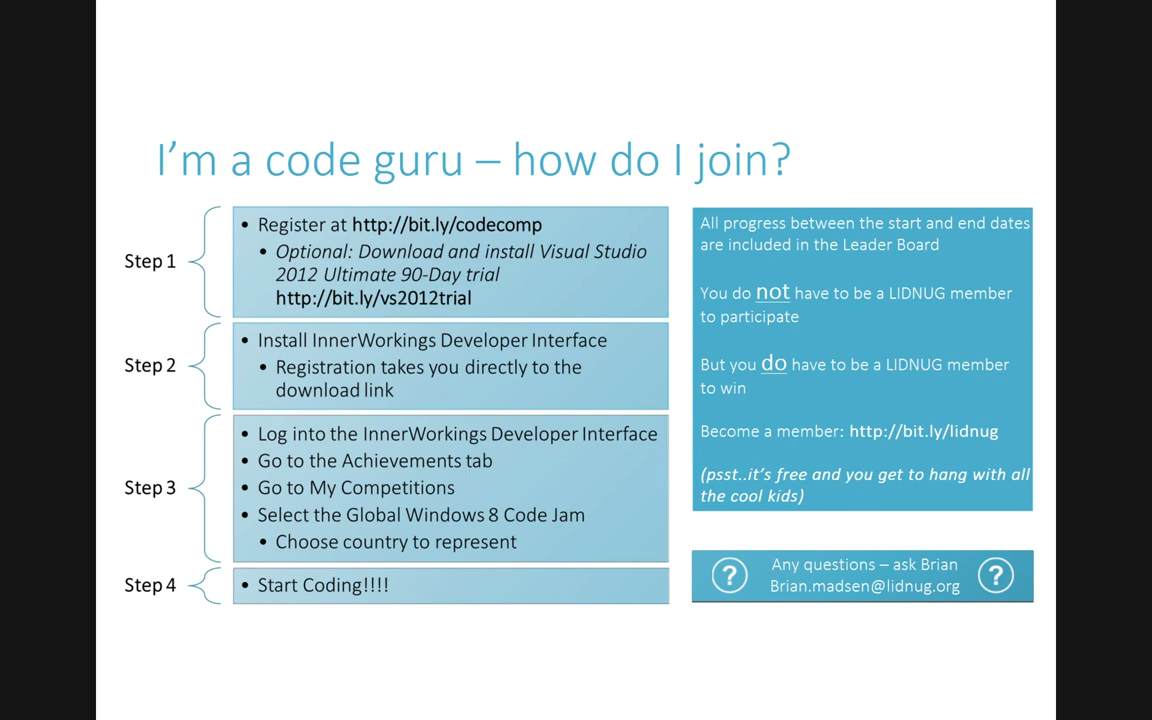 I'm a code guru – how do I join?
Step 1
• Register at http://bit.ly/codecomp
• Optional: Download and install Visual Studio
2012 Ultimate 90-Day trial
http://bit.ly/vs2012trial
Step 2
• Install InnerWorkings Developer Interface
• Registration takes you directly to the
download link
Step 3
• Log into the InnerWorkings Developer Interface
• Go to the Achievements tab
• Go to My Competitions
• Select the Global Windows 8 Code Jam
• Choose country to represent
Step 4
• Start Coding!!!!
All progress between the start and end dates
are included in the Leader Board
You do not have to be a LIDNUG member
to participate
But you do have to be a LIDNUG member
to win
Become a member: http://bit.ly/lidnug
(psst..it's free and you get to hang with all
the cool kids)
? Any questions – ask Brian ?
Brian.madsen@lidnug.org